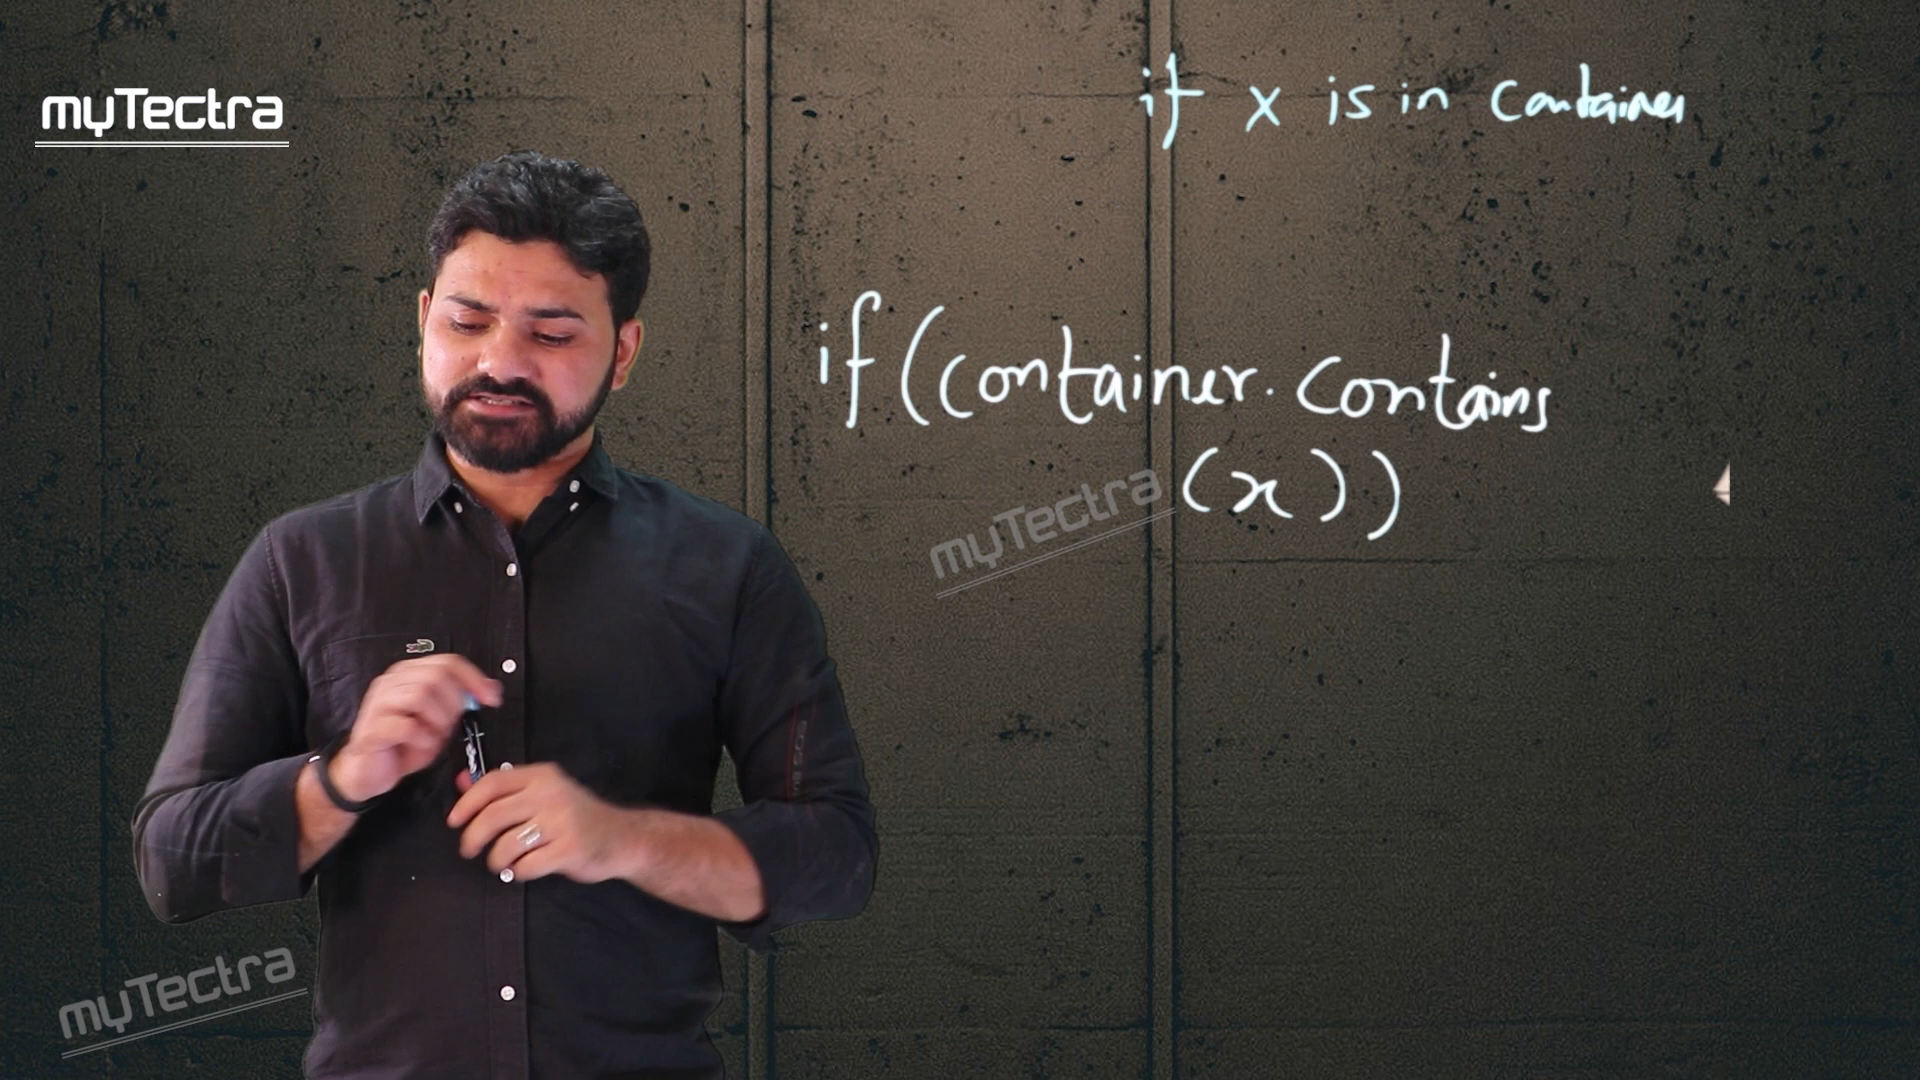 myTectra
if x is in container
if (container.contains
(x))
myTectra
myTectra